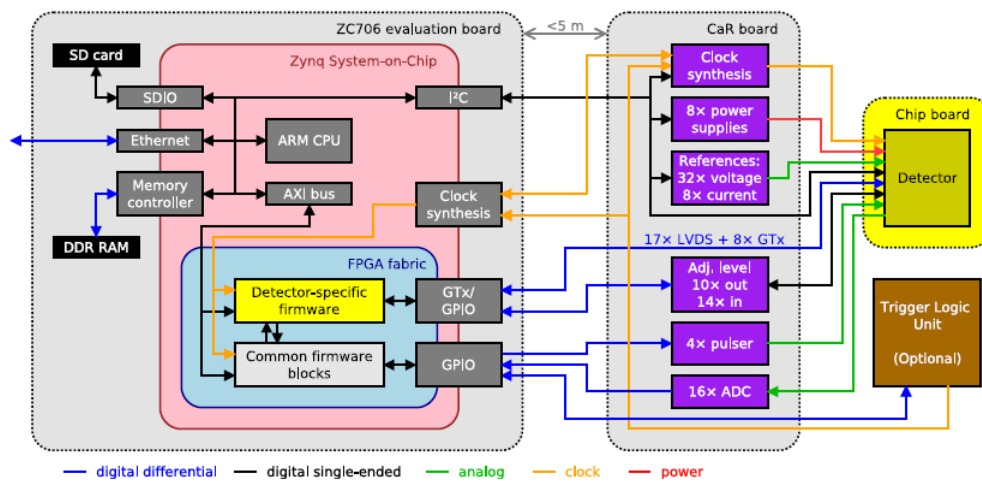 ZC706 evaluation board
<5 m
CaR board
SD card
Zynq System-on-Chip
Clock
synthesis
SDIO
I²C
Chip board
8× power
supplies
Ethernet
ARM CPU
References:
32× voltage
8× current
Detector
Memory
controller
AXI bus
Clock
synthesis
DDR RAM
17× LVDS + 8× GTx
FPGA fabric
Adj. level
10× out
14× in
Detector-specific
firmware
GTx/
GPIO
Trigger Logic
Unit
(Optional)
4× pulser
Common firmware
blocks
GPIO
16× ADC
digital differential
digital single-ended
analog
clock
power